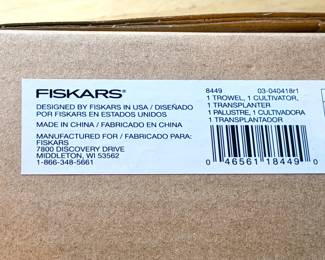 FISKARS®
DESIGNED BY FISKARS IN USA / DISEÑADO
POR FISKARS EN ESTADOS UNIDOS
MADE IN CHINA / FABRICADO EN CHINA
MANUFACTURED FOR / FABRICADO PARA:
FISKARS
7800 DISCOVERY DRIVE
MIDDLETON, WI 53562
1-866-348-5661
8449 03-040418r1
1 TROWEL, 1 CULTIVATOR,
1 TRANSPLANTER
1 PALUSTRE, 1 CULTIVADORA
1 TRANSPLANTADOR
0 46561 18449 0